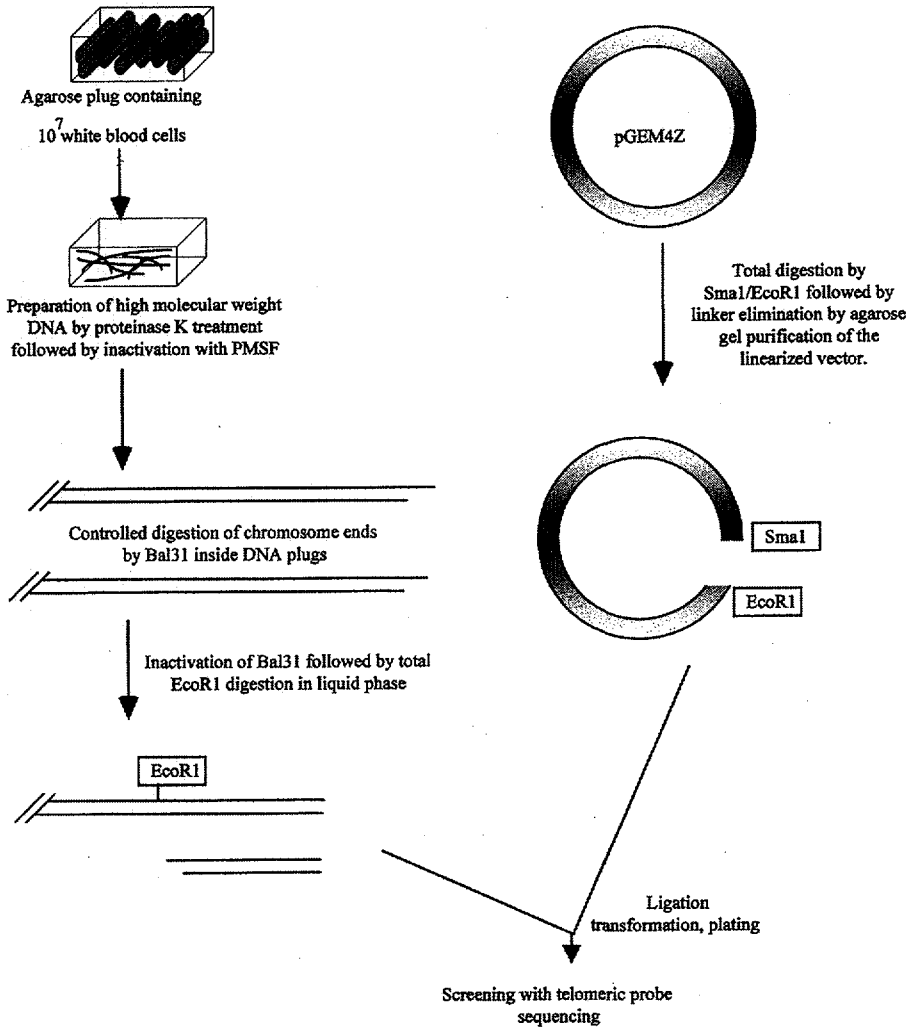 Agarose plug containing
10⁷ white blood cells
Preparation of high molecular weight
DNA by proteinase K treatment
followed by inactivation with PMSF
Controlled digestion of chromosome ends
by Bal31 inside DNA plugs
Inactivation of Bal31 followed by total
EcoR1 digestion in liquid phase
EcoR1
pGEM4Z
Total digestion by
Sma1/EcoR1 followed by
linker elimination by agarose
gel purification of the
linearized vector.
Sma1
EcoR1
Ligation
transformation, plating
Screening with telomeric probe
sequencing